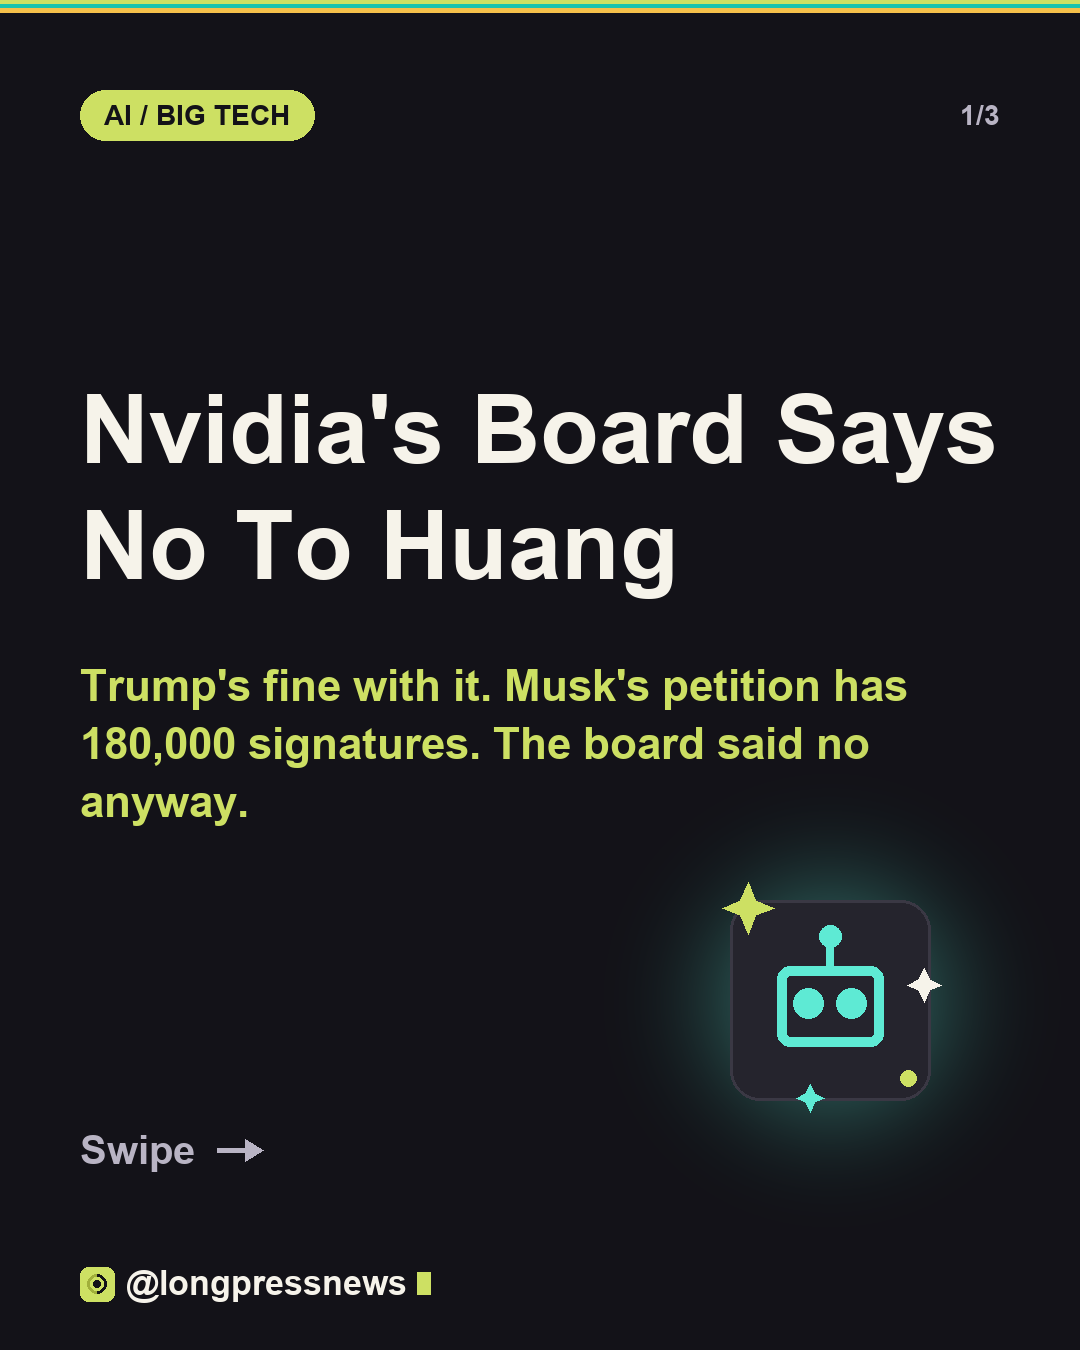 AI / BIG TECH
1/3
Nvidia's Board Says
No To Huang
Trump's fine with it. Musk's petition has
180,000 signatures. The board said no
anyway.
Swipe →
@longpressnews